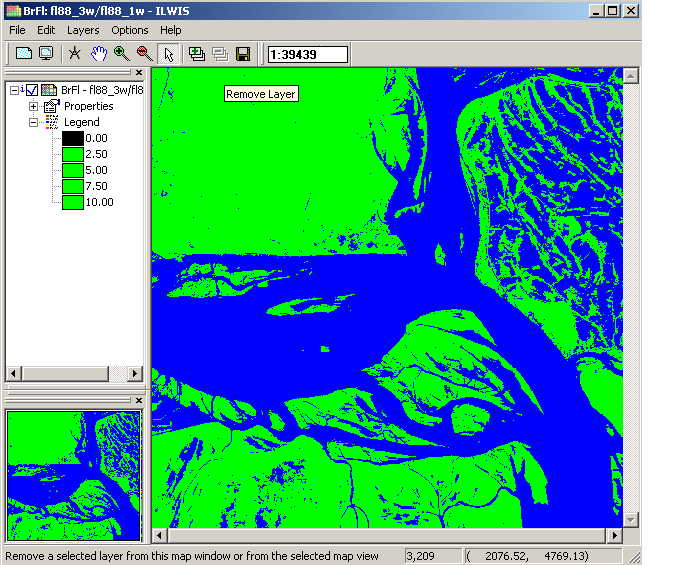 BrFl: fl88_3w/fl88_1w - ILWIS
File Edit Layers Options Help
1:39439
Remove Layer
BrFl - fl88_3w/fl8
Properties
Legend
0.00
2.50
5.00
7.50
10.00
Remove a selected layer from this map window or from the selected map view 3,209 ( 2076.52, 4769.13)